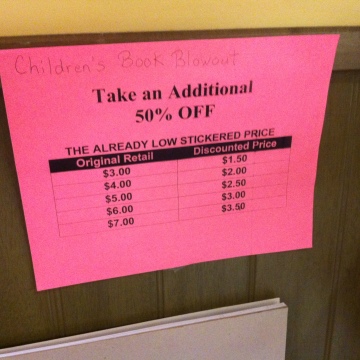 Children's Book Blowout
Take an Additional
50% OFF
THE ALREADY LOW STICKERED PRICE
Original Retail Discounted Price
$3.00 $1.50
$4.00 $2.00
$5.00 $2.50
$6.00 $3.00
$7.00 $3.50